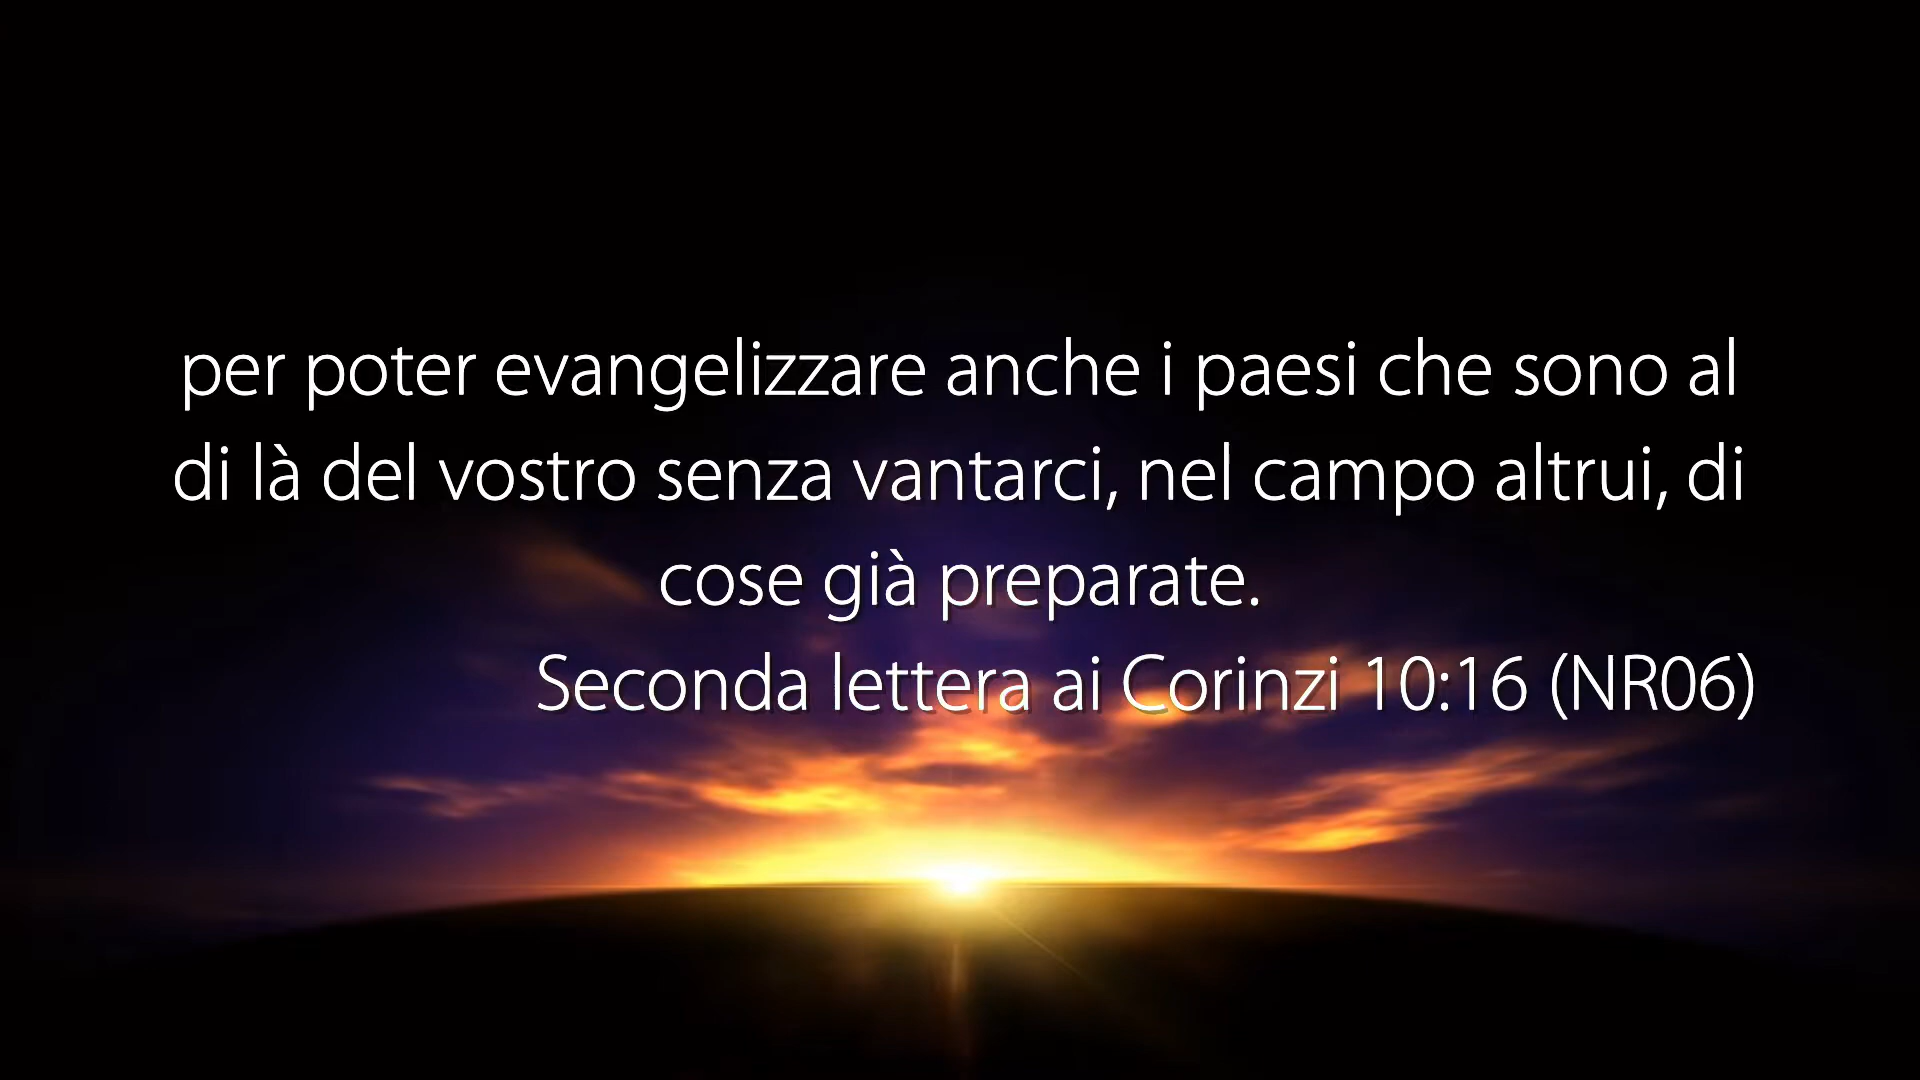 per poter evangelizzare anche i paesi che sono al
di là del vostro senza vantarci, nel campo altrui, di
cose già preparate.
Seconda lettera ai Corinzi 10:16 (NR06)